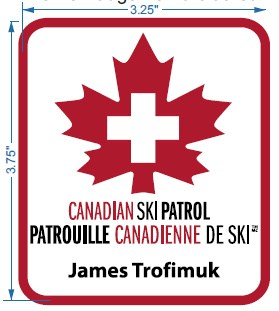 3.25"
3.75"
CANADIAN SKI PATROL
PATROUILLE CANADIENNE DE SKI
James Trofimuk